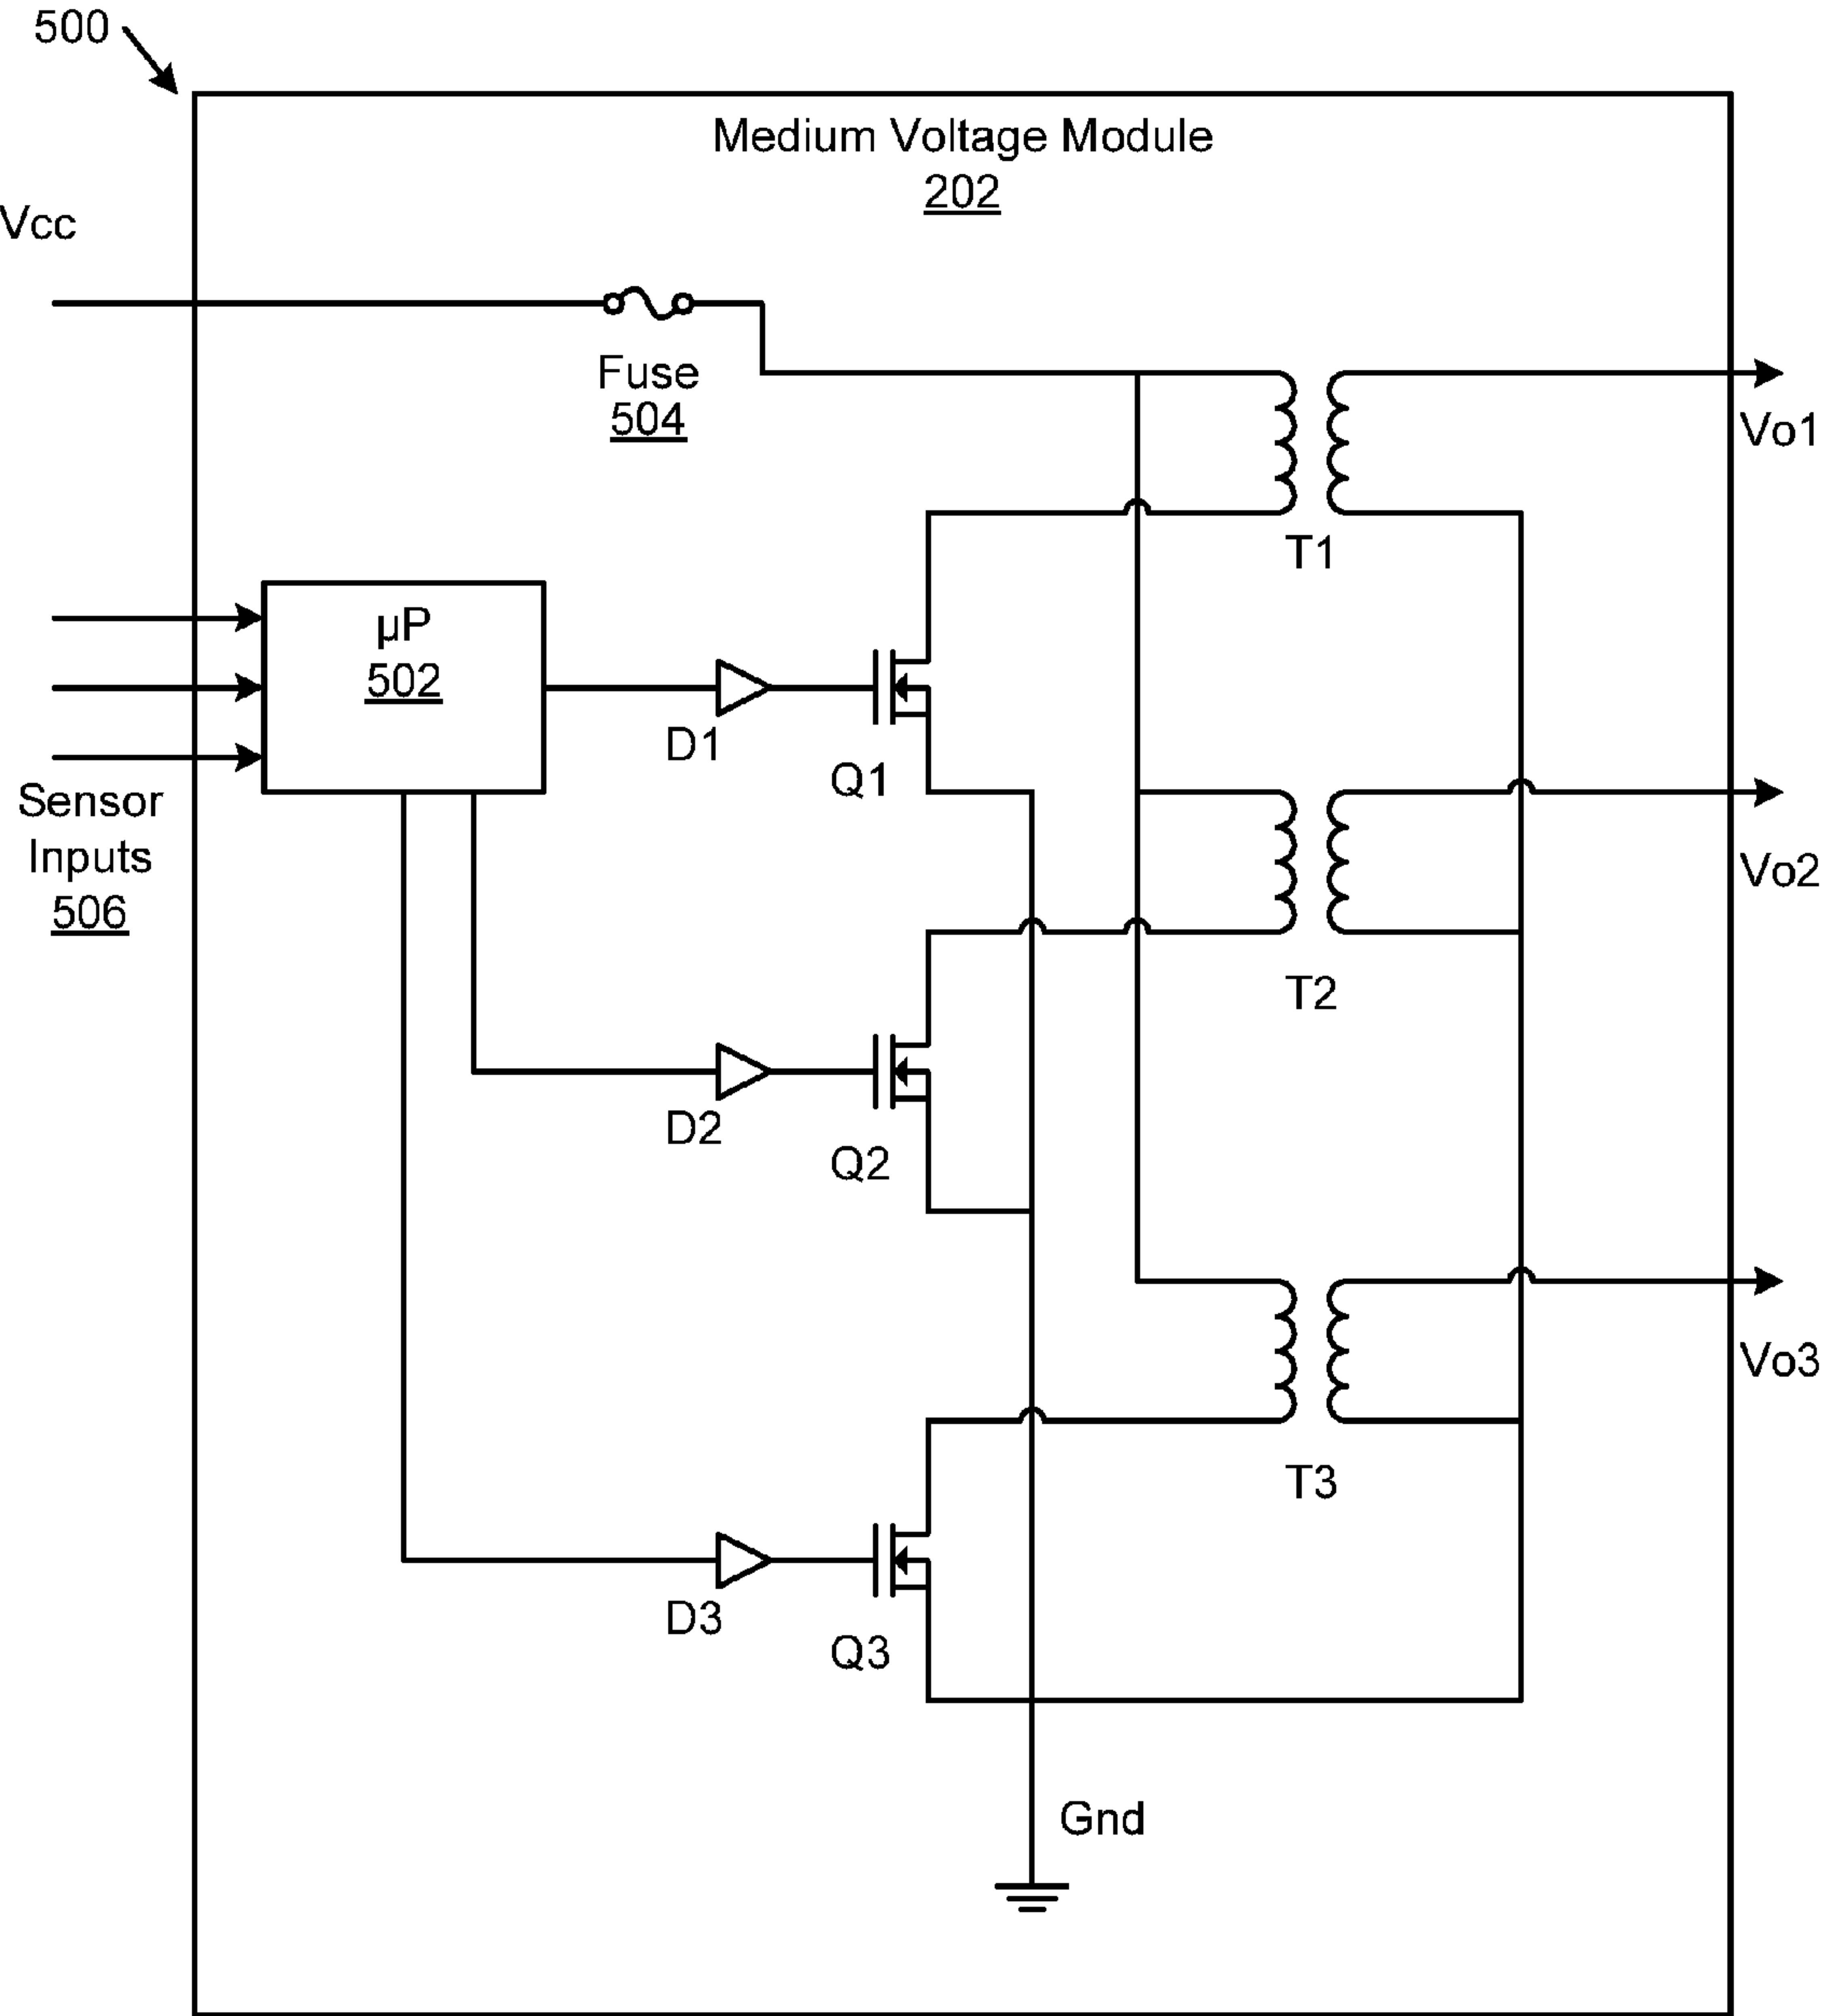 500
Medium Voltage Module
202
Vcc
Fuse
504
Vo1
T1
µP
502
D1
Q1
Sensor
Inputs
506
Vo2
T2
D2
Q2
Vo3
T3
D3
Q3
Gnd